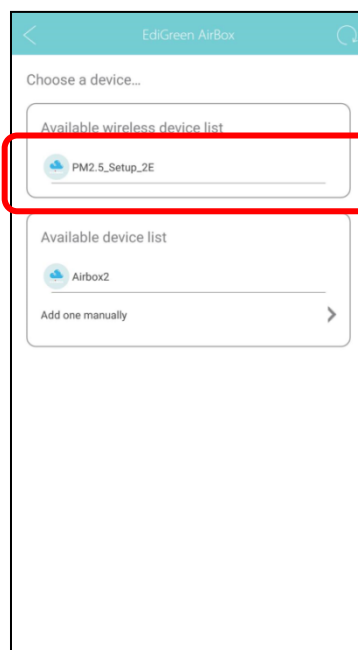 EdiGreen AirBox
Choose a device...
Available wireless device list
PM2.5_Setup_2E
Available device list
Airbox2
Add one manually